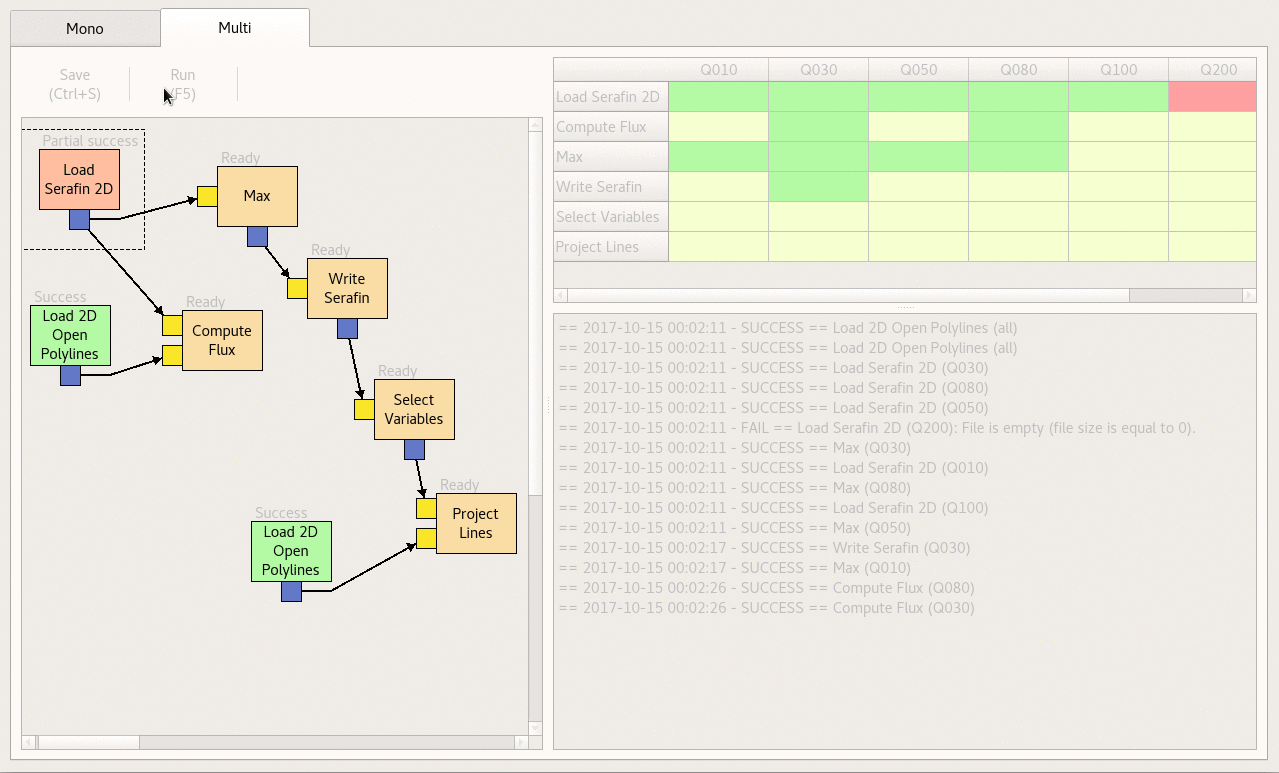 Mono
Multi
Save
(Ctrl+S)
Run
(F5)
Partial success
Load
Serafin 2D
Ready
Max
Ready
Write
Serafin
Success
Load 2D
Open
Polylines
Ready
Compute
Flux
Ready
Select
Variables
Ready
Project
Lines
Success
Load 2D
Open
Polylines
Q010 Q030 Q050 Q080 Q100 Q200
Load Serafin 2D
Compute Flux
Max
Write Serafin
Select Variables
Project Lines
== 2017-10-15 00:02:11 - SUCCESS == Load 2D Open Polylines (all)
== 2017-10-15 00:02:11 - SUCCESS == Load 2D Open Polylines (all)
== 2017-10-15 00:02:11 - SUCCESS == Load Serafin 2D (Q030)
== 2017-10-15 00:02:11 - SUCCESS == Load Serafin 2D (Q080)
== 2017-10-15 00:02:11 - SUCCESS == Load Serafin 2D (Q050)
== 2017-10-15 00:02:11 - FAIL == Load Serafin 2D (Q200): File is empty (file size is equal to 0).
== 2017-10-15 00:02:11 - SUCCESS == Max (Q030)
== 2017-10-15 00:02:11 - SUCCESS == Load Serafin 2D (Q010)
== 2017-10-15 00:02:11 - SUCCESS == Max (Q080)
== 2017-10-15 00:02:11 - SUCCESS == Load Serafin 2D (Q100)
== 2017-10-15 00:02:11 - SUCCESS == Max (Q050)
== 2017-10-15 00:02:17 - SUCCESS == Write Serafin (Q030)
== 2017-10-15 00:02:17 - SUCCESS == Max (Q010)
== 2017-10-15 00:02:26 - SUCCESS == Compute Flux (Q080)
== 2017-10-15 00:02:26 - SUCCESS == Compute Flux (Q030)